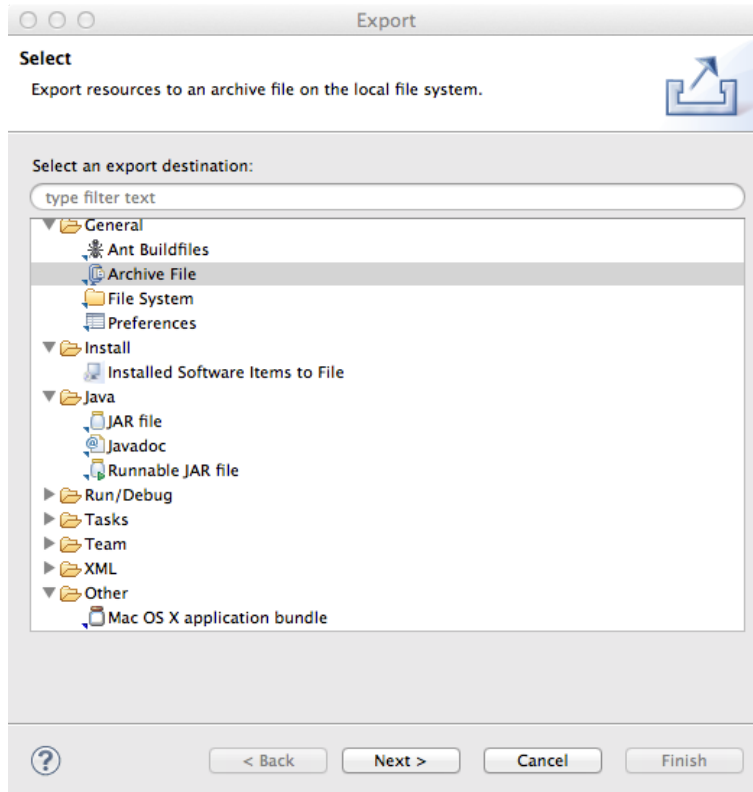 Export
Select
Export resources to an archive file on the local file system.
Select an export destination:
type filter text
General
Ant Buildfiles
Archive File
File System
Preferences
Install
Installed Software Items to File
Java
JAR file
Javadoc
Runnable JAR file
Run/Debug
Tasks
Team
XML
Other
Mac OS X application bundle
? < Back Next > Cancel Finish